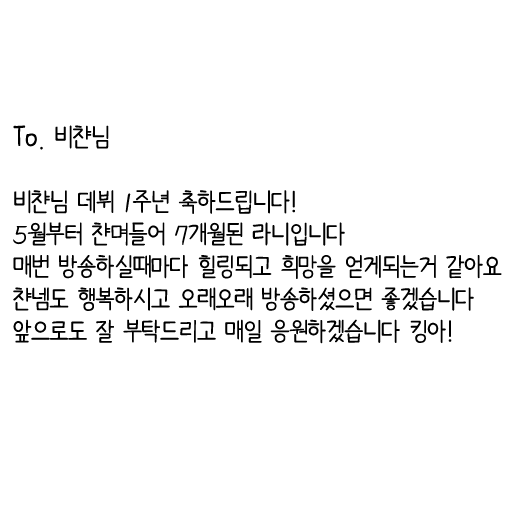 To. 비챤님
비챤님 데뷔 1주년 축하드립니다!
5월부터 챤며들어 7개월된 라니입니다
매번 방송하실때마다 힐링되고 희망을 얻게되는거 같아요
챤넴도 행복하시고 오래오래 방송하셨으면 좋겠습니다
앞으로도 잘 부탁드리고 매일 응원하겠습니다 킹아!